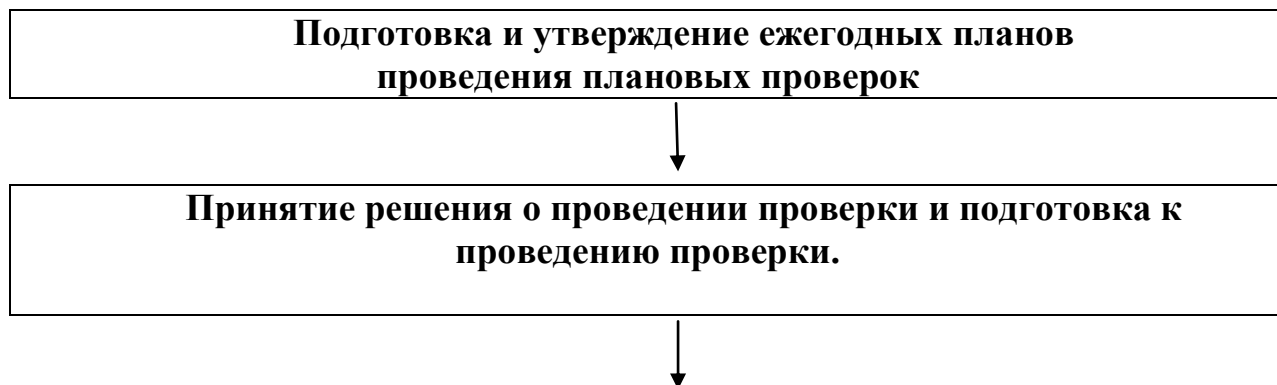 Подготовка и утверждение ежегодных планов
проведения плановых проверок
Принятие решения о проведении проверки и подготовка к
проведению проверки.